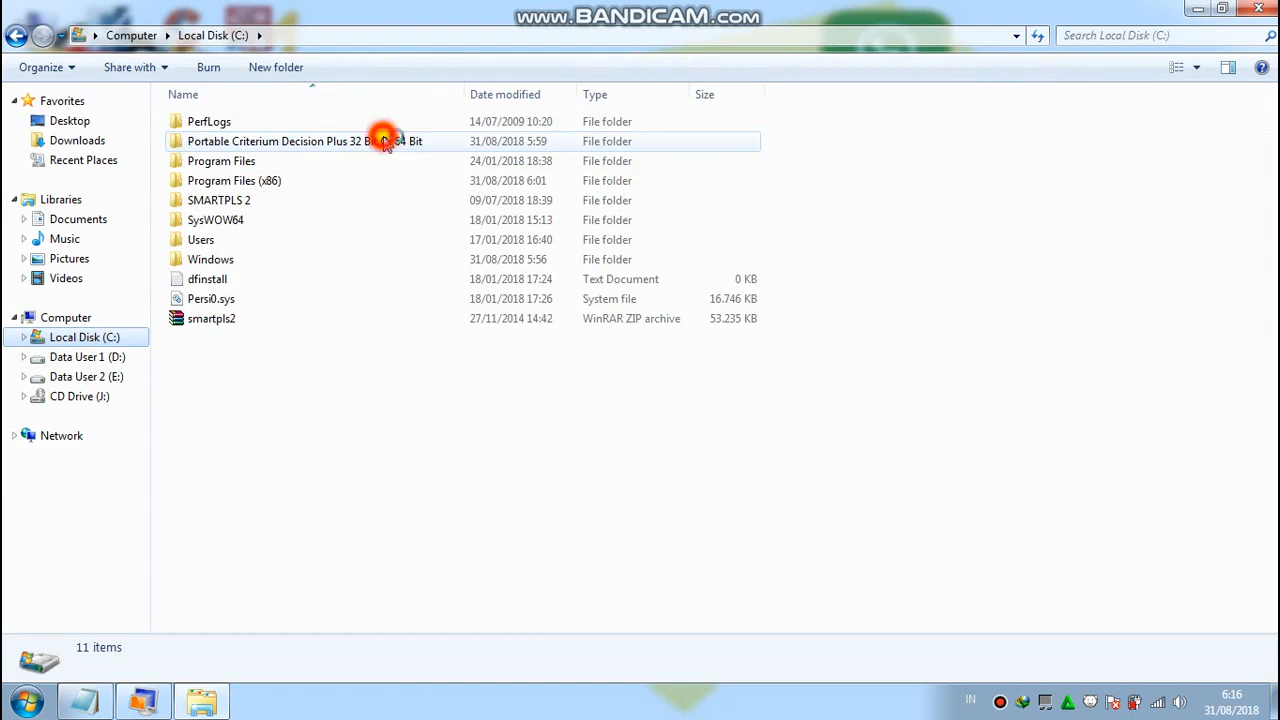 www.BANDICAM.com
Computer Local Disk (C:)
Search Local Disk (C:)
Organize Share with Burn New folder
Name Date modified Type Size
Favorites
Desktop
Downloads
Recent Places
Libraries
Documents
Music
Pictures
Videos
Computer
Local Disk (C:)
Data User 1 (D:)
Data User 2 (E:)
CD Drive (J:)
Network
PerfLogs 14/07/2009 10:20 File folder
Portable Criterium Decision Plus 32 64 Bit 31/08/2018 5:59 File folder
Program Files 24/01/2018 18:38 File folder
Program Files (x86) 31/08/2018 6:01 File folder
SMARTPLS 2 09/07/2018 18:39 File folder
SysWOW64 18/01/2018 15:13 File folder
Users 17/01/2018 16:40 File folder
Windows 31/08/2018 5:56 File folder
dfinstall 18/01/2018 17:24 Text Document 0 KB
Persi0.sys 18/01/2018 17:26 System file 16.746 KB
smartpls2 27/11/2014 14:42 WinRAR ZIP archive 53.235 KB
11 items
IN
6:16
31/08/2018